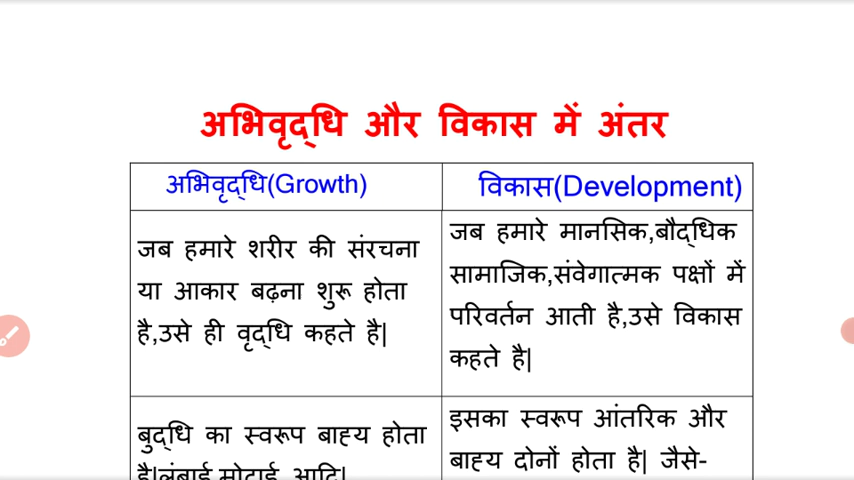 अभिवृद्धि और विकास में अंतर
अभिवृद्धि(Growth)
विकास(Development)
जब हमारे शरीर की संरचना
या आकार बढ़ना शुरू होता
है,उसे ही वृद्धि कहते है|
जब हमारे मानसिक,बौद्धिक
सामाजिक,संवेगात्मक पक्षों में
परिवर्तन आती है,उसे विकास
कहते है|
बुद्धि का स्वरूप बाह्य होता
है|लंबाई,मोटाई आदि|
इसका स्वरूप आंतरिक और
बाह्य दोनों होता है| जैसे-